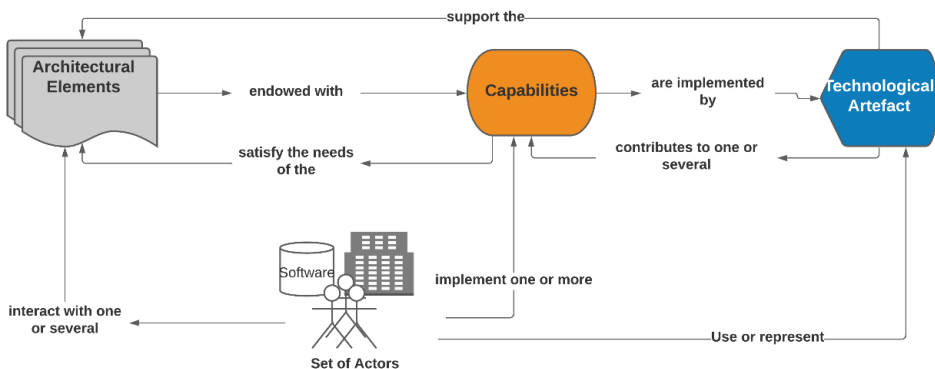 support the
Architectural
Elements
endowed with
Capabilities
are implemented
by
Technological
Artefact
satisfy the needs
of the
contributes to one or
several
Software
implement one or more
interact with one
or several
Use or represent
Set of Actors